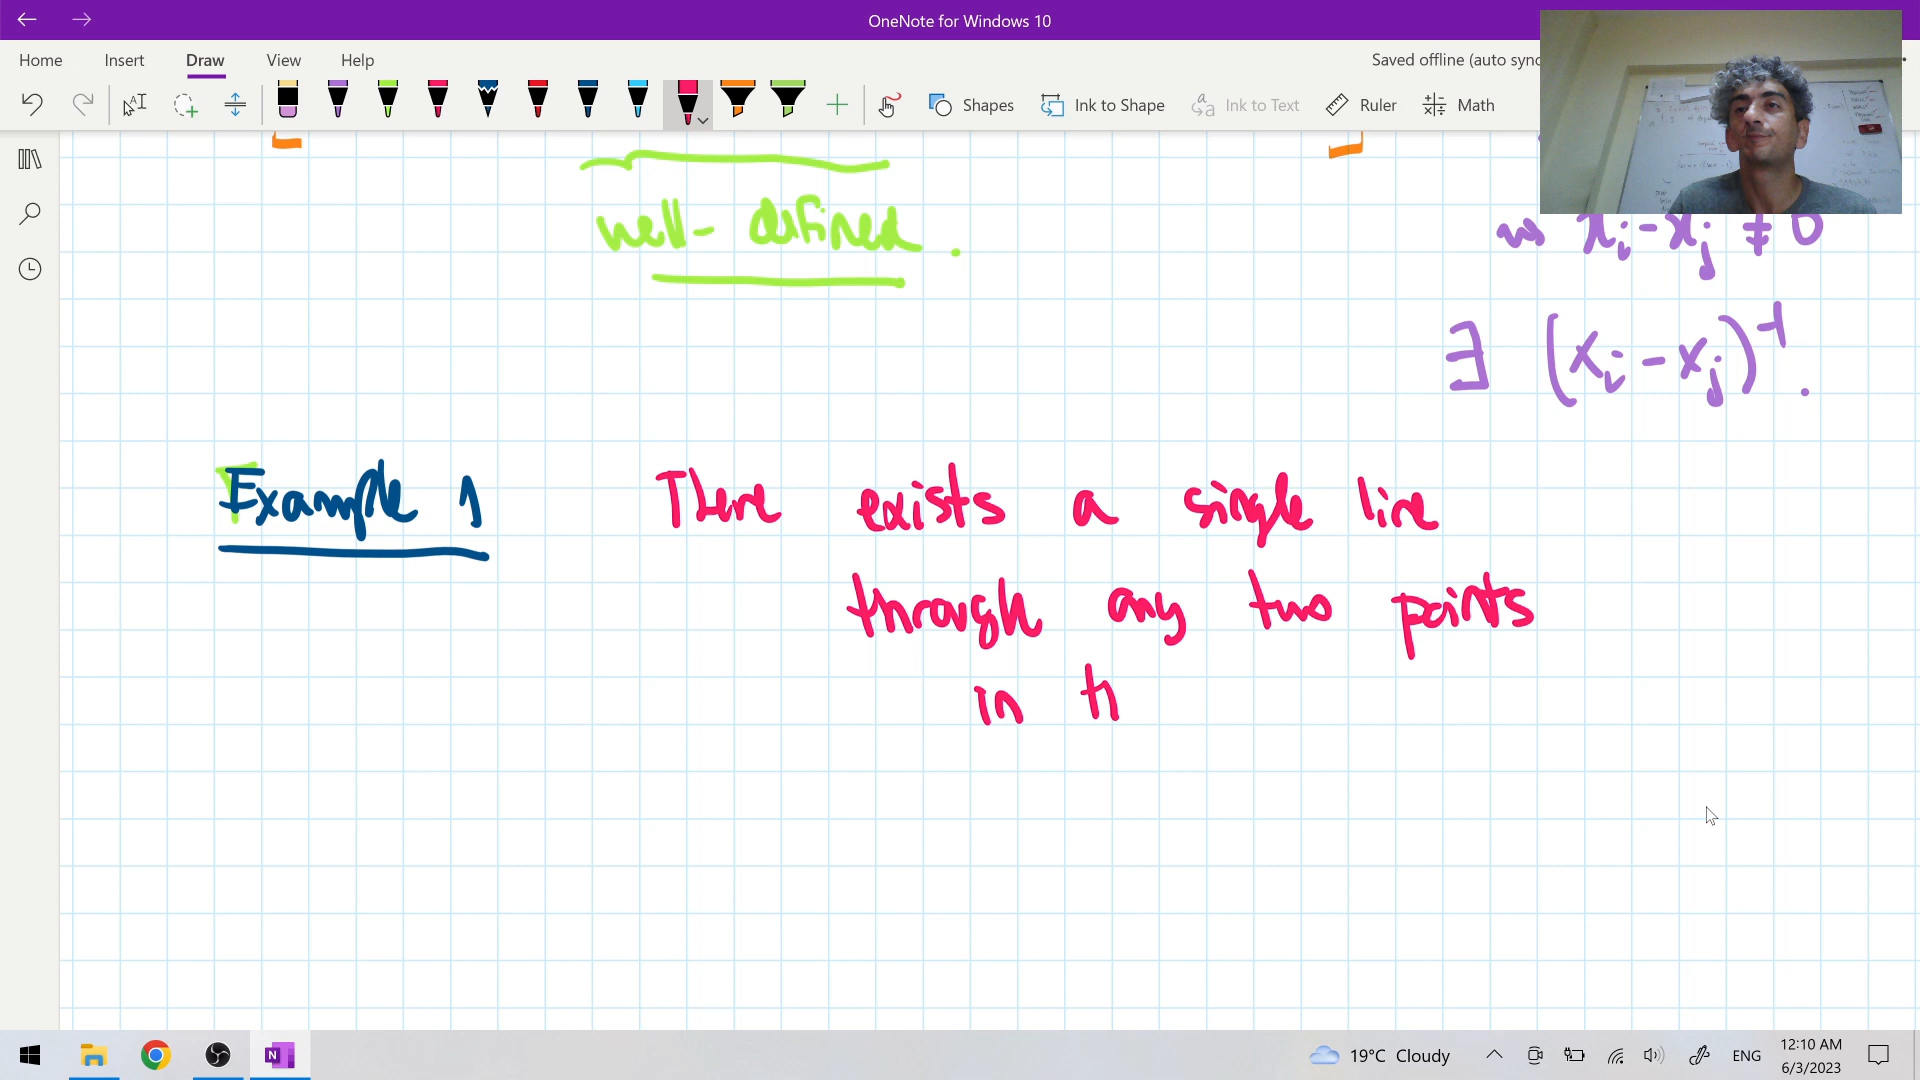 OneNote for Windows 10
Home Insert Draw View Help
Saved offline (auto sync
Shapes Ink to Shape Ink to Text Ruler Math
well-defined.
xᵢ - xⱼ ≠ 0
∃ (xᵢ - xⱼ)⁻¹.
Example 1 There exists a single line
through any two points
in th
19°C Cloudy ENG 12:10 AM
6/3/2023